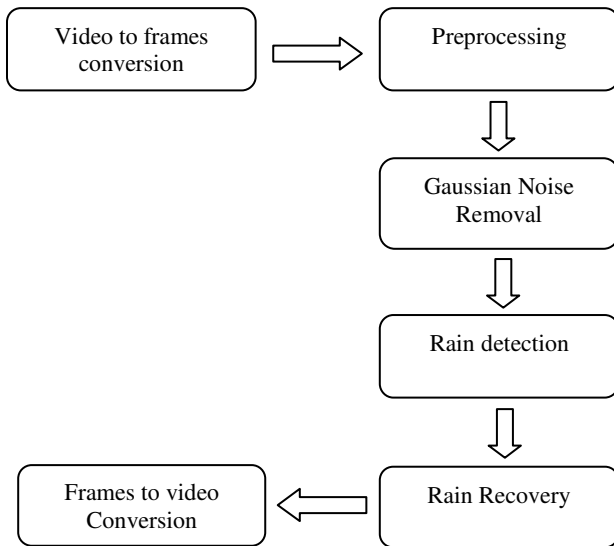 Video to frames
conversion
Preprocessing
Gaussian Noise
Removal
Rain detection
Rain Recovery
Frames to video
Conversion